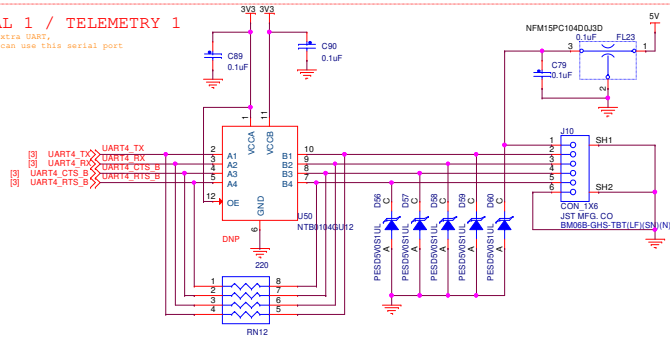 AL 1 / TELEMETRY 1
xtra UART,
can use this serial port
3V3 3V3
5V
C89
0.1uF
C90
0.1uF
NFM15PC104D0J3D
0.1uF FL23
3
1
2
C79
0.1uF
1
11
VCCA
VCCB
[3] UART4_TX
UART4_TX
[3] UART4_RX
UART4_RX
[3] UART4_CTS_B
UART4_CTS_B
[3] UART4_RTS_B
UART4_RTS_B
2 A1
3 A2
4 A3
5 A4
12 OE
B1 10
B2 9
B3 8
B4 7
GND
6
U50
NTB0104GU12
DNP
J10
1
2
3
4
5
6
SH1
SH2
CON_1X6
JST MFG. CO
BM06B-GHS-TBT(LF)(SN)(N)
D56 C
PESD5V0S1UL A
D57 C
PESD5V0S1UL A
D58 C
PESD5V0S1UL A
D59 C
PESD5V0S1UL A
D60 C
PESD5V0S1UL A
220
1 8
2 7
3 6
4 5
RN12